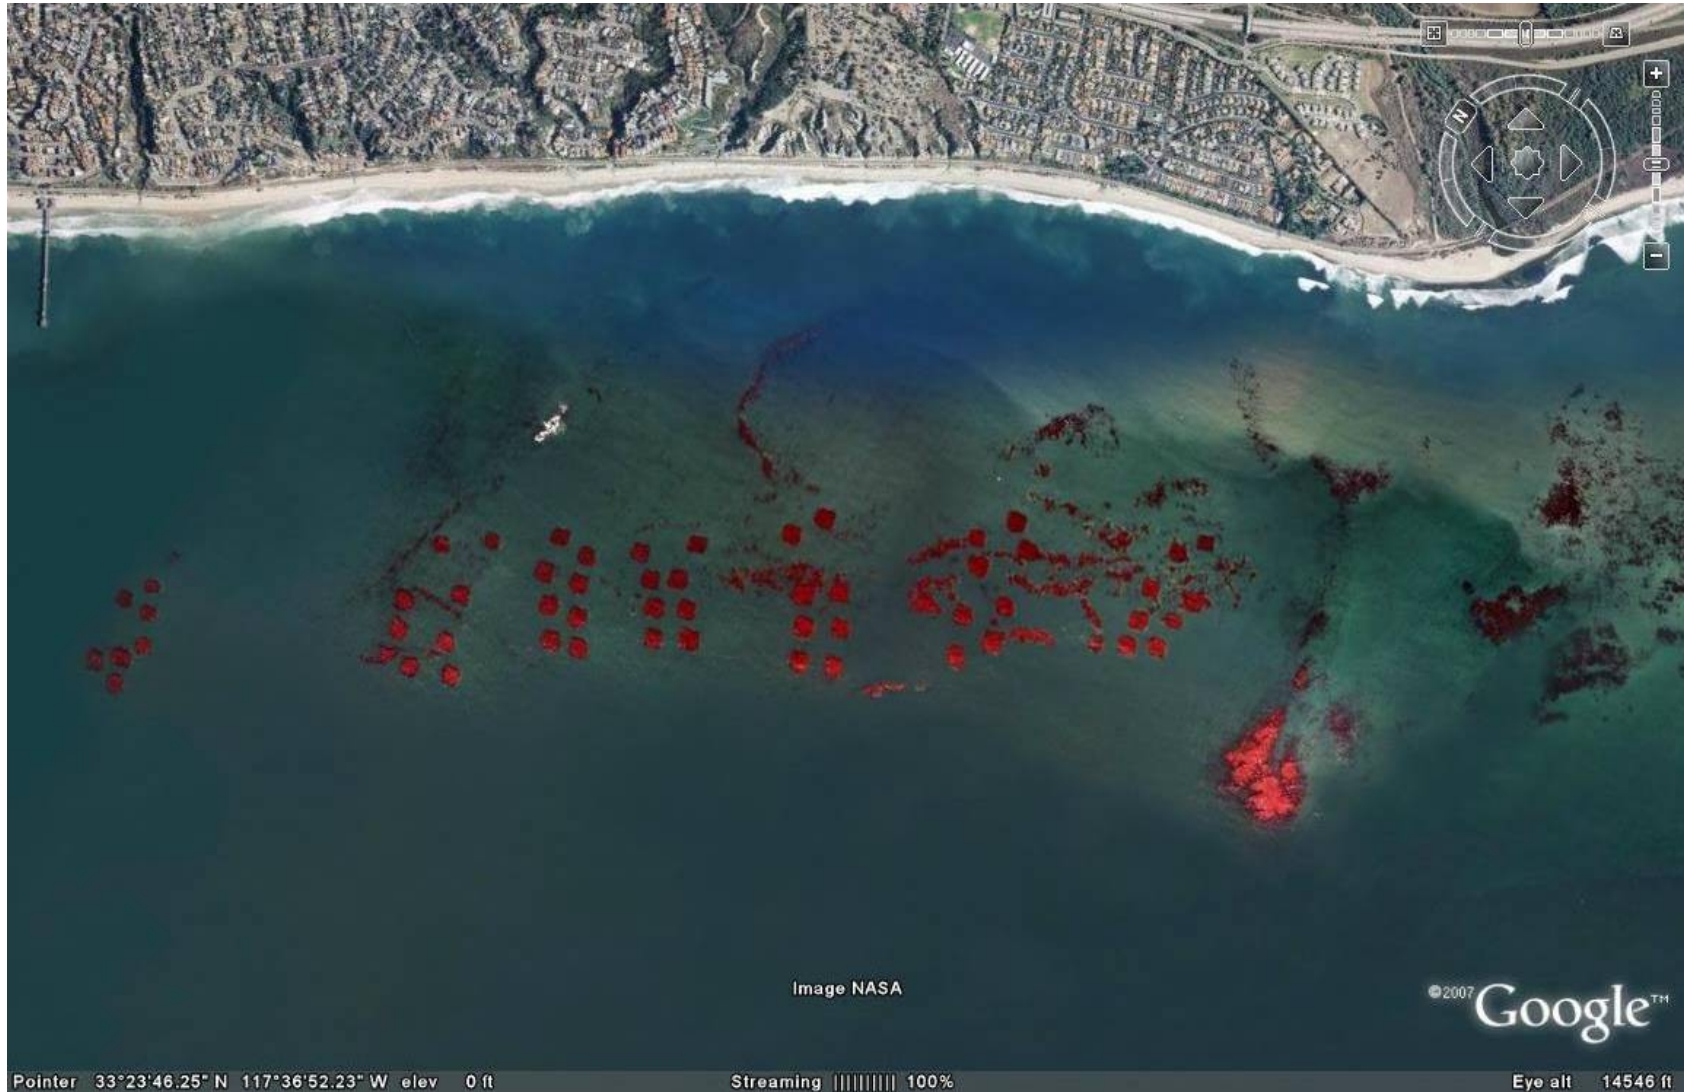 N
Image NASA
©2007 Google™
Pointer 33°23'46.25" N 117°36'52.23" W elev 0 ft Streaming |||||||||| 100% Eye alt 14546 ft